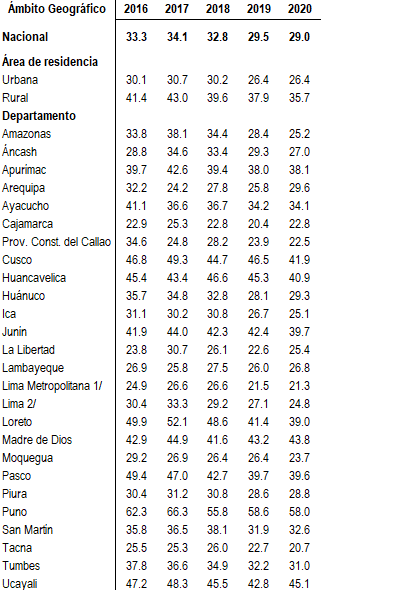 Ámbito Geográfico 2016 2017 2018 2019 2020
Nacional 33.3 34.1 32.8 29.5 29.0
Área de residencia
Urbana 30.1 30.7 30.2 26.4 26.4
Rural 41.4 43.0 39.6 37.9 35.7
Departamento
Amazonas 33.8 38.1 34.4 28.4 25.2
Áncash 28.8 34.6 33.4 29.3 27.0
Apurímac 39.7 42.6 39.4 38.0 38.1
Arequipa 32.2 24.2 27.8 25.8 29.6
Ayacucho 41.1 36.6 36.7 34.2 34.1
Cajamarca 22.9 25.3 22.8 20.4 22.8
Prov. Const. del Callao 34.6 24.8 28.2 23.9 22.5
Cusco 46.8 49.3 44.7 46.5 41.9
Huancavelica 45.4 43.4 46.6 45.3 40.9
Huánuco 35.7 34.8 32.8 28.1 29.3
Ica 31.1 30.2 30.8 26.7 25.1
Junín 41.9 44.0 42.3 42.4 39.7
La Libertad 23.8 30.7 26.1 22.6 25.4
Lambayeque 26.9 25.8 27.5 26.0 26.8
Lima Metropolitana 1/ 24.9 26.6 26.6 21.5 21.3
Lima 2/ 30.4 33.3 29.2 27.1 24.8
Loreto 49.9 52.1 48.6 41.4 39.0
Madre de Dios 42.9 44.9 41.6 43.2 43.8
Moquegua 29.2 26.9 26.4 26.4 23.7
Pasco 49.4 47.0 42.7 39.7 39.6
Piura 30.4 31.2 30.8 28.6 28.8
Puno 62.3 66.3 55.8 58.6 58.0
San Martín 35.8 36.5 38.1 31.9 32.6
Tacna 25.5 25.3 26.0 22.7 20.7
Tumbes 37.8 36.6 34.9 32.2 31.0
Ucayali 47.2 48.3 45.5 42.8 45.1